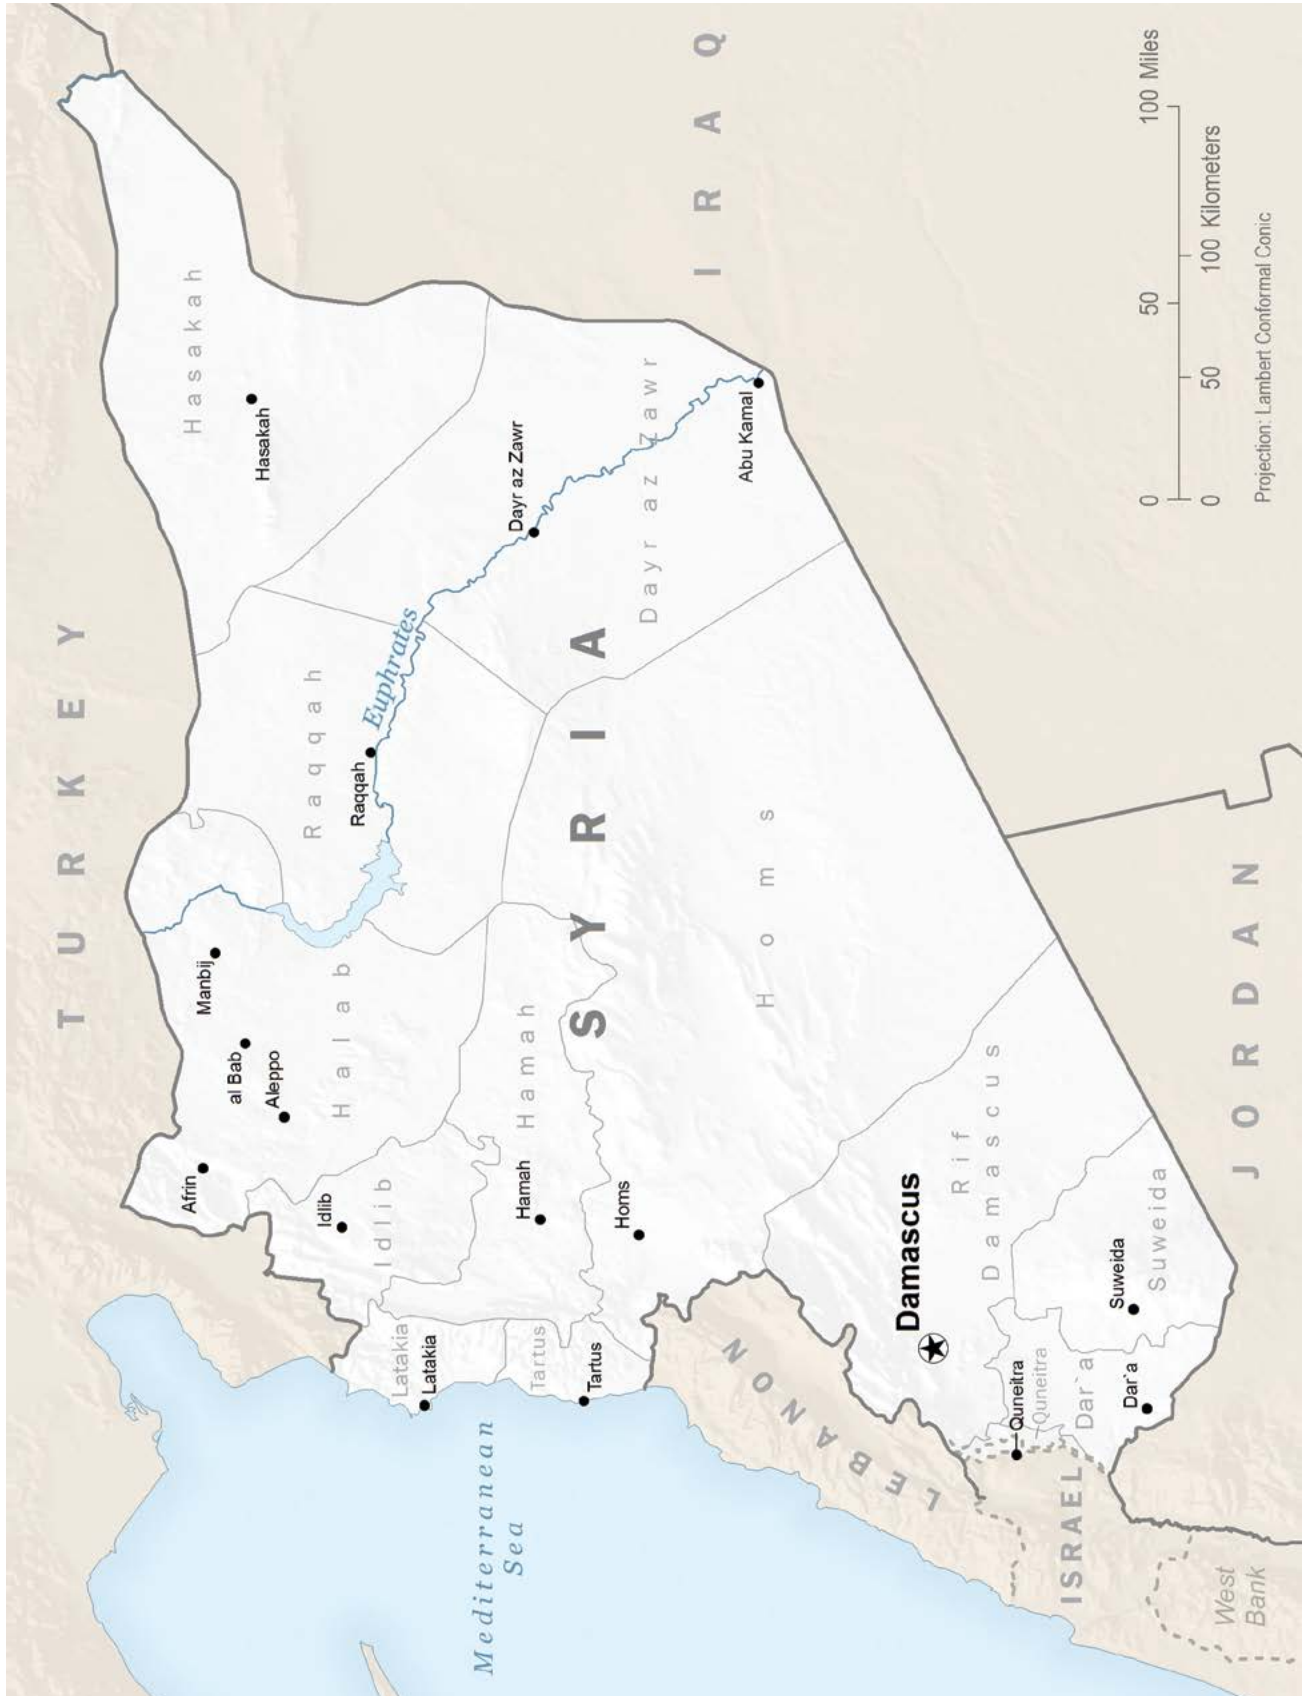 T U R K E Y
Hasakah
Hasakah
Manbij
al Bab
Afrin
Aleppo
Halab
Raqqah
Raqqah
Euphrates
Idlib
Idlib
Latakia
Latakia
Hamah
Hamah
Dayr az Zawr
Dayr az Zawr
Tartus
Tartus
SYRIA
Homs
Homs
Abu Kamal
I R A Q
Mediterranean
Sea
LEBANON
Damascus
Rif
Damascus
Quneitra
Quneitra
Dar`a
Dar`a
Suweida
Suweida
ISRAEL
West
Bank
JORDAN
0 50 100 Miles
0 50 100 Kilometers
Projection: Lambert Conformal Conic